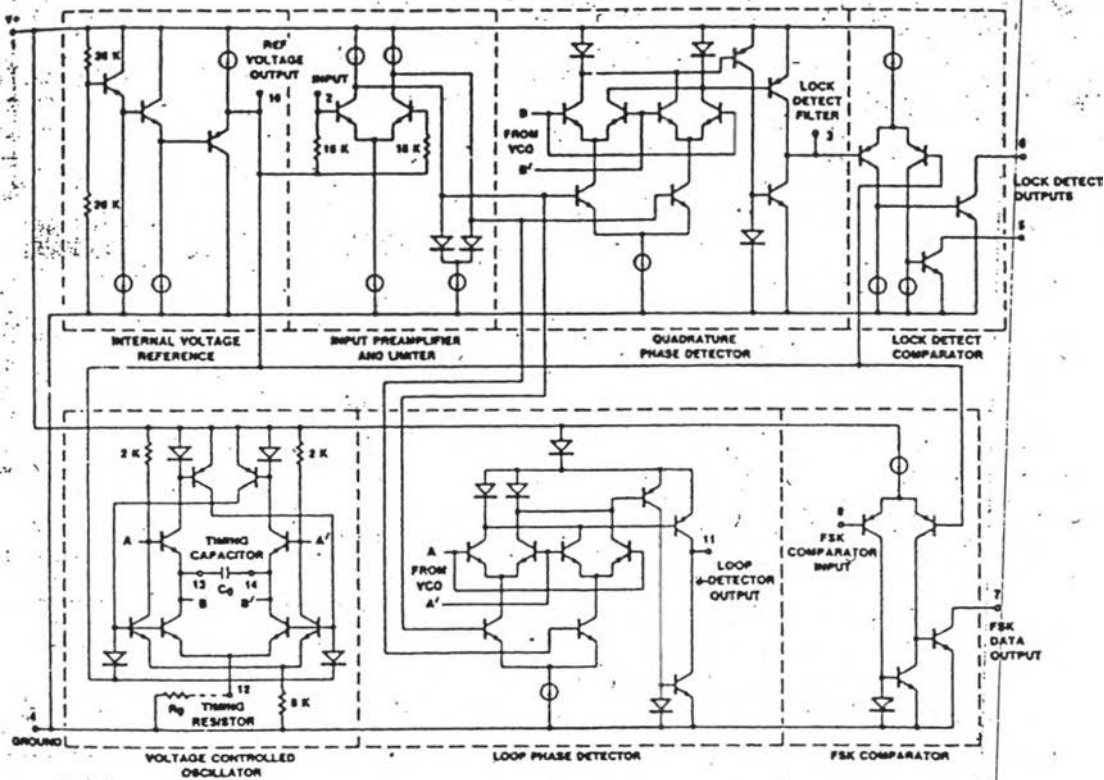 V+
1
20 K
20 K
REF
VOLTAGE
OUTPUT
10
INPUT
2
10 K
10 K
B
FROM
VCO
B'
LOCK
DETECT
FILTER
3
6
LOCK DETECT
OUTPUTS
5
INTERNAL VOLTAGE
REFERENCE
INPUT PREAMPLIFIER
AND LIMITER
QUADRATURE
PHASE DETECTOR
LOCK DETECT
COMPARATOR
2 K
2 K
A
TIMING
CAPACITOR
A'
13
C0
14
B
B'
12
R0
TIMING
RESISTOR
8 K
A
FROM
VCO
A'
11
LOOP
DETECTOR
OUTPUT
8
FSK
COMPARATOR
INPUT
7
FSK
DATA
OUTPUT
4
GROUND
VOLTAGE CONTROLLED
OSCILLATOR
LOOP PHASE DETECTOR
FSK COMPARATOR